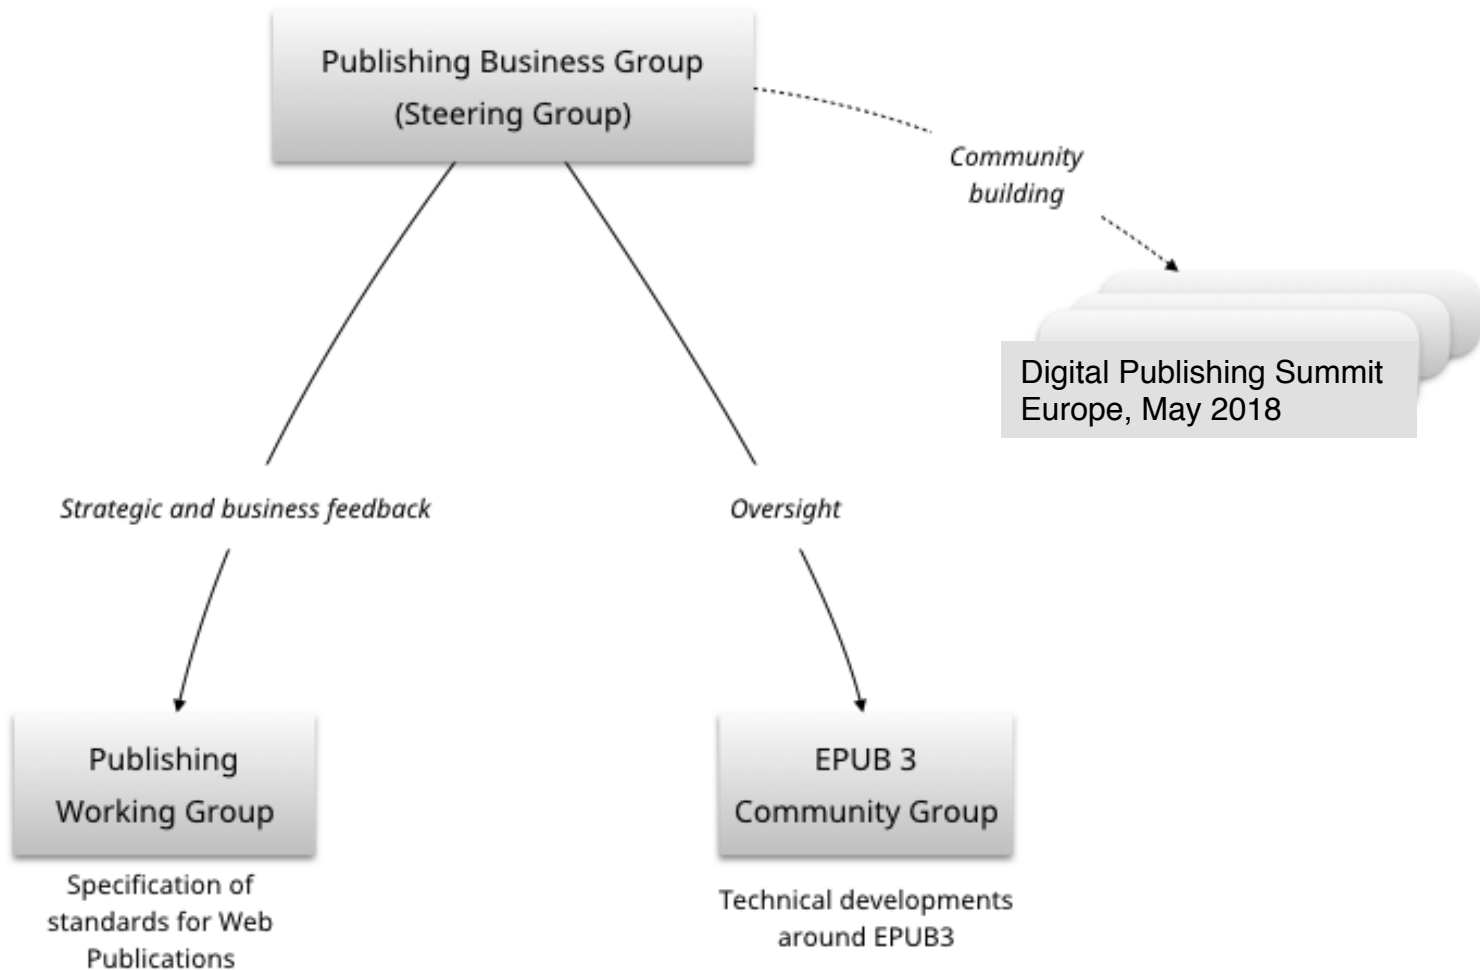 Publishing Business Group
(Steering Group)
Community
building
Digital Publishing Summit
Europe, May 2018
Strategic and business feedback
Oversight
Publishing
Working Group
EPUB 3
Community Group
Specification of
standards for Web
Publications
Technical developments
around EPUB3